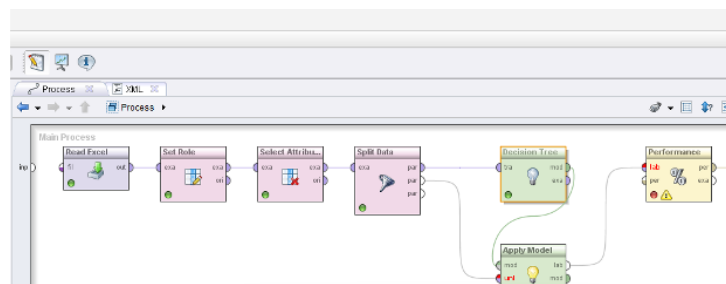 Process
XML
Process
Main Process
inp
Read Excel
fil
out
Set Role
exa
exa
ori
Select Attribu...
exa
exa
ori
Split Data
exa
par
par
par
Decision Tree
tra
mod
exa
Performance
lab
per
per
exa
%
Apply Model
mod
lab
unl
mod